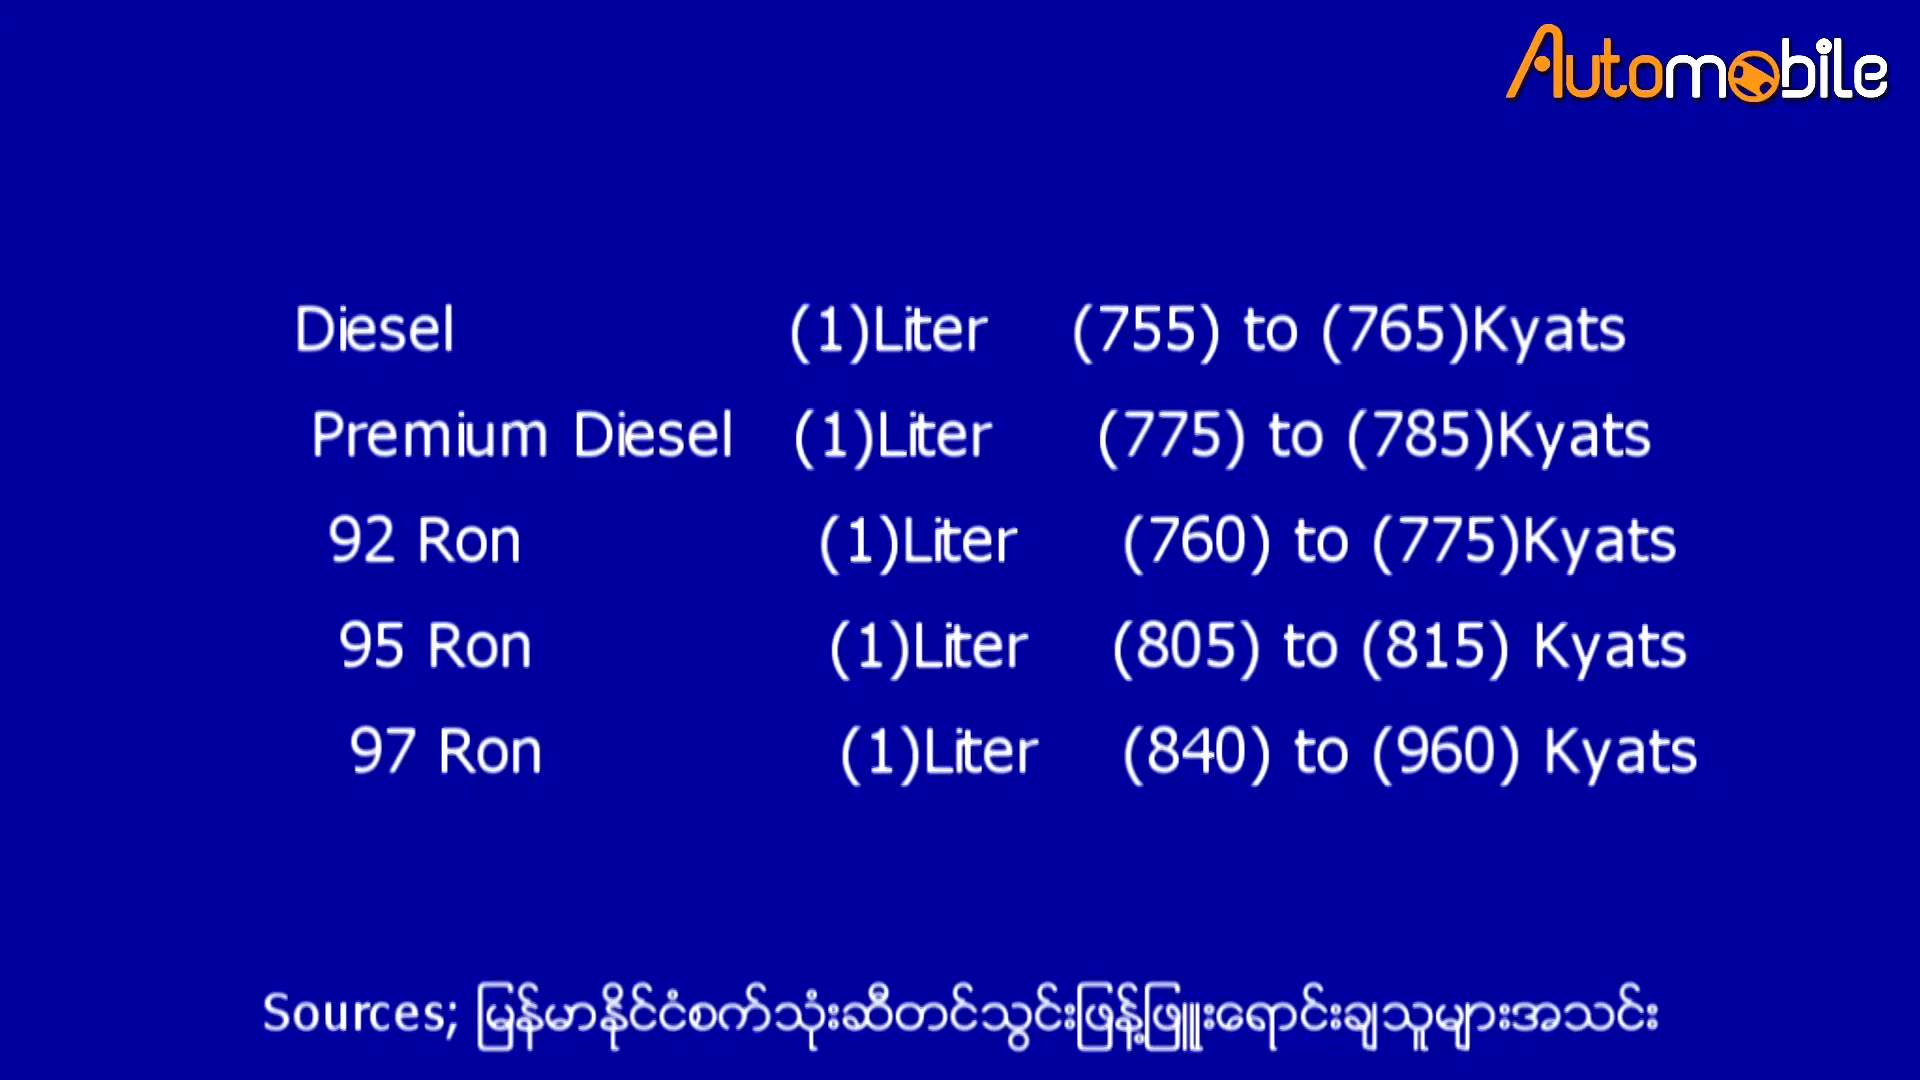 Automobile
Diesel (1)Liter (755) to (765)Kyats
Premium Diesel (1)Liter (775) to (785)Kyats
92 Ron (1)Liter (760) to (775)Kyats
95 Ron (1)Liter (805) to (815) Kyats
97 Ron (1)Liter (840) to (960) Kyats
Sources; မြန်မာနိုင်ငံစက်သုံးဆီတင်သွင်းဖြန့်ဖြူူးရောင်းချသူများအသင်း